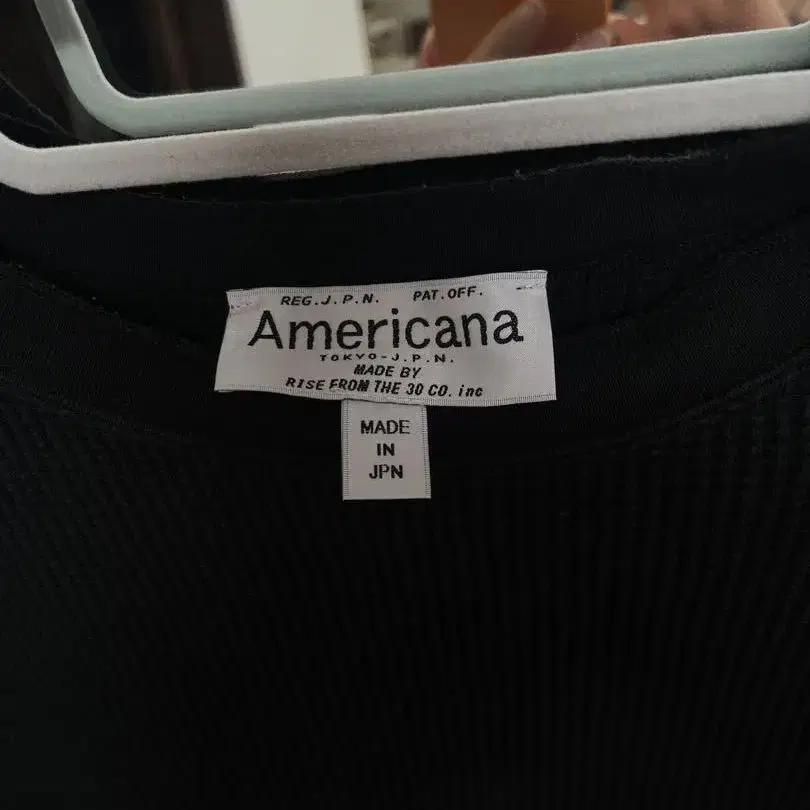 REG.J.P.N. PAT.OFF.
Americana
TOKYO-J.P.N.
MADE BY
RISE FROM THE 30 CO. inc
MADE
IN
JPN